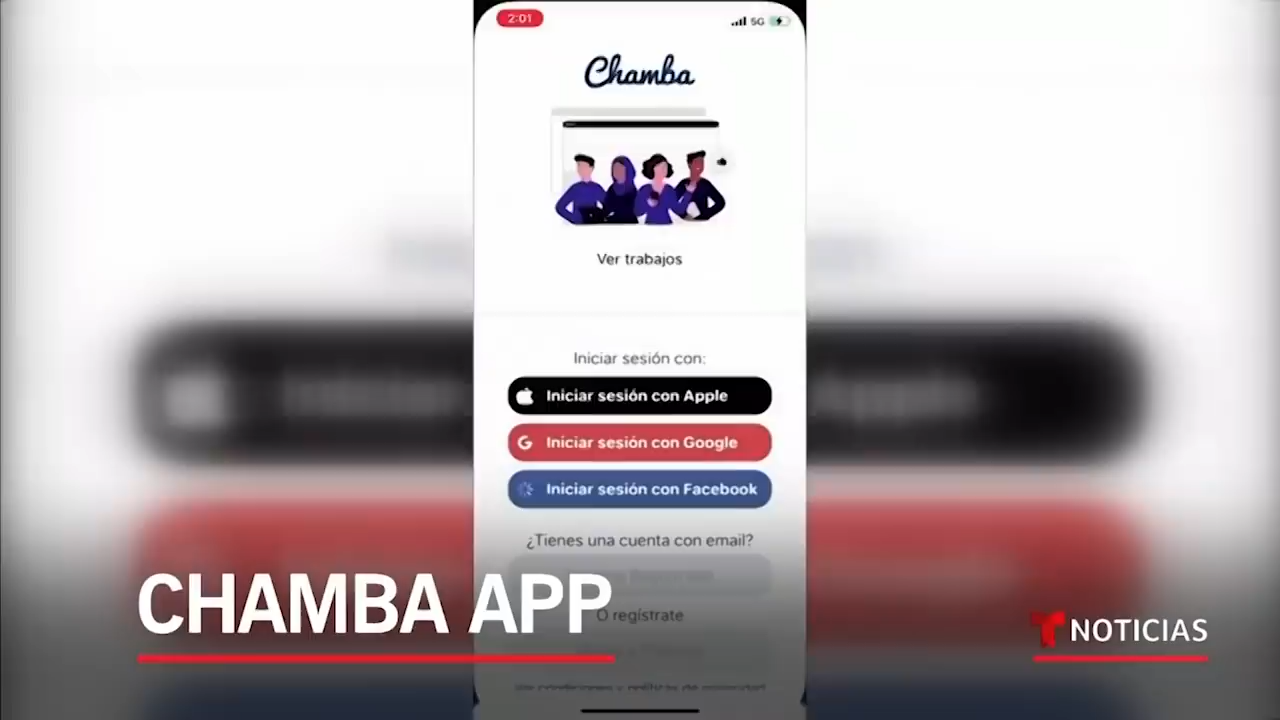 2:01
5G
Chamba
Ver trabajos
Iniciar sesión con:
Iniciar sesión con Apple
Iniciar sesión con Google
Iniciar sesión con Facebook
¿Tienes una cuenta con email?
O regístrate
CHAMBA APP
NOTICIAS